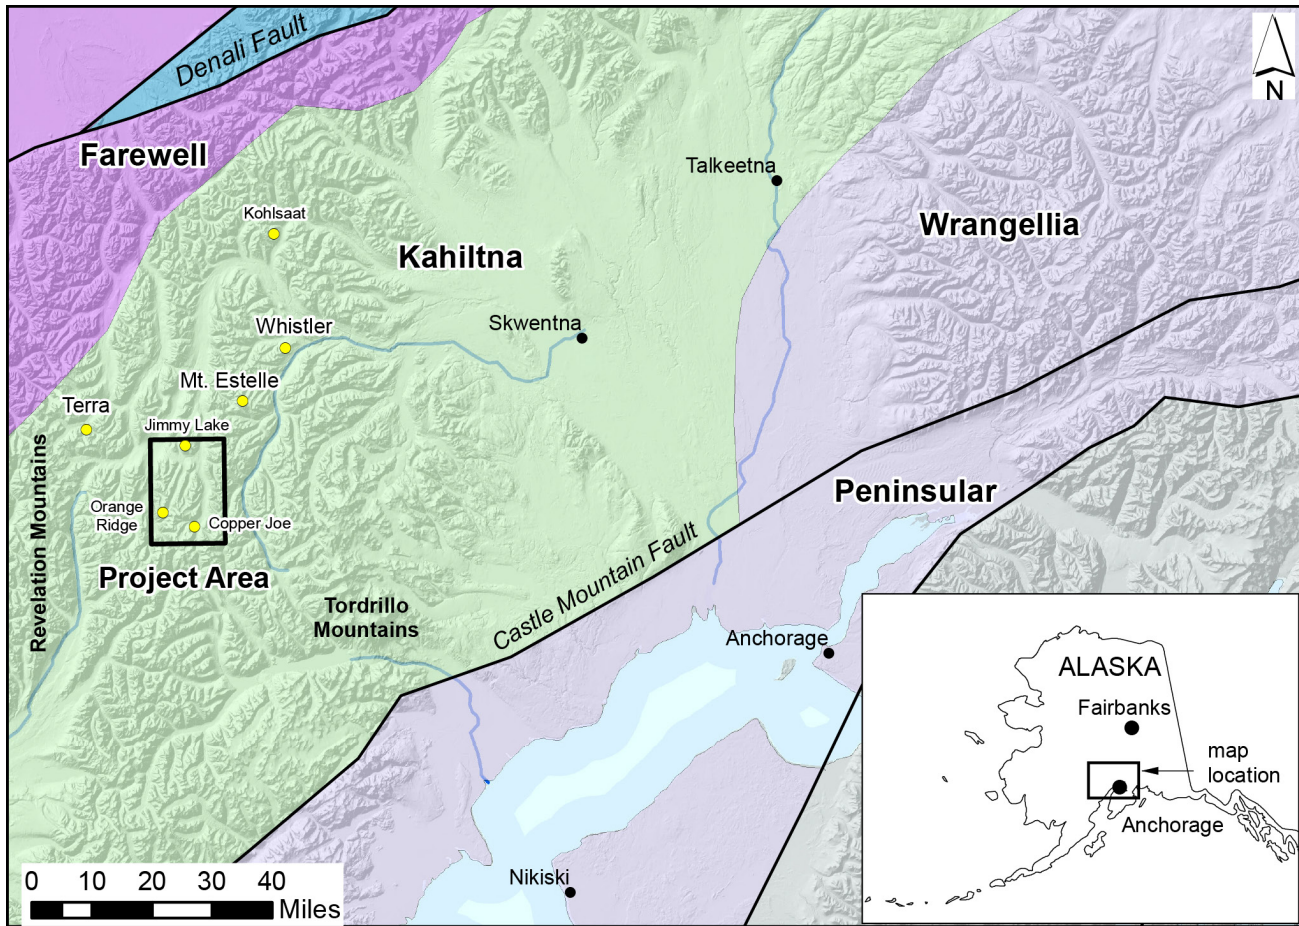 Denali Fault
N
Farewell
Talkeetna
Kohlsaat
Wrangellia
Kahiltna
Whistler
Skwentna
Mt. Estelle
Terra
Jimmy Lake
Revelation Mountains
Peninsular
Orange
Ridge
Copper Joe
Project Area
Castle Mountain Fault
Tordrillo
Mountains
Anchorage
ALASKA
Fairbanks
map
location
Anchorage
Nikiski
0 10 20 30 40
Miles